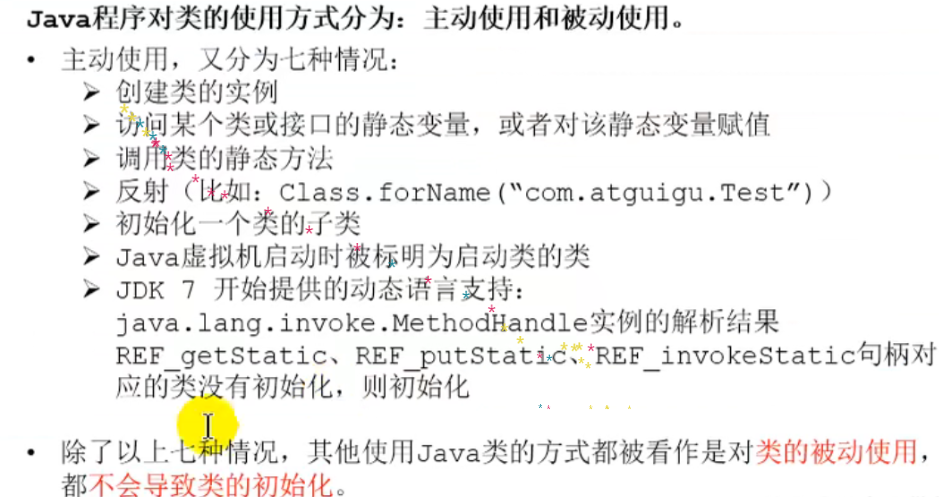 Java程序对类的使用方式分为：主动使用和被动使用。
• 主动使用，又分为七种情况：
➢ 创建类的实例
➢ 访问某个类或接口的静态变量，或者对该静态变量赋值
➢ 调用类的静态方法
➢ 反射（比如：Class.forName(“com.atguigu.Test”)）
➢ 初始化一个类的子类
➢ Java虚拟机启动时被标明为启动类的类
➢ JDK 7 开始提供的动态语言支持：
java.lang.invoke.MethodHandle实例的解析结果
REF_getStatic、REF_putStatic、REF_invokeStatic句柄对
应的类没有初始化，则初始化
• 除了以上七种情况，其他使用Java类的方式都被看作是对类的被动使用，
都不会导致类的初始化。